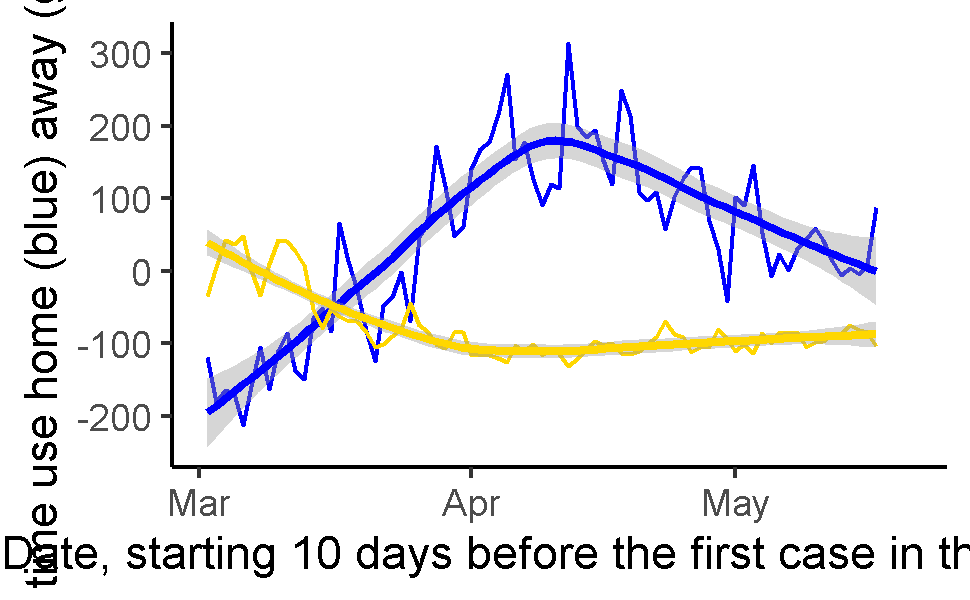 time use home (blue) away (
300
200
100
0
-100
-200
Mar Apr May
Date, starting 10 days before the first case in th